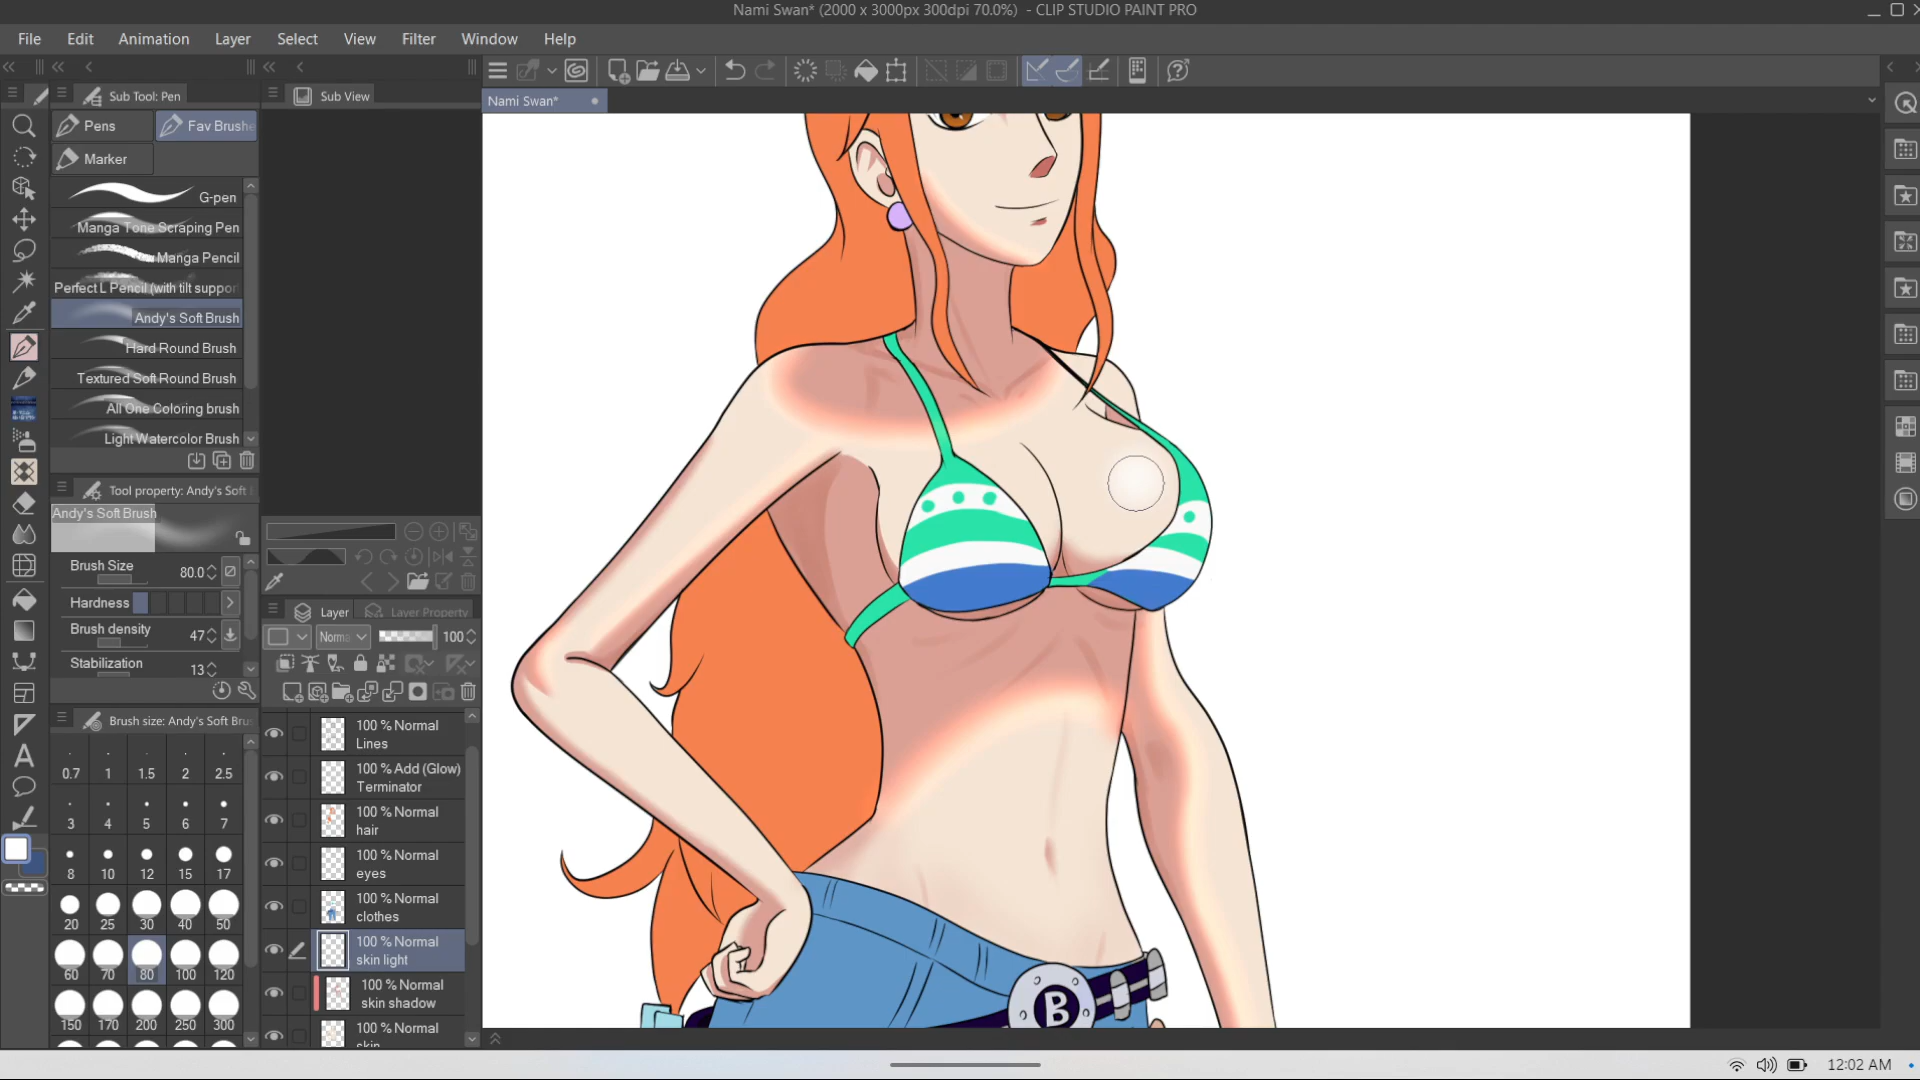 Nami Swan* (2000 x 3000px 300dpi 70.0%) - CLIP STUDIO PAINT PRO
File Edit Animation Layer Select View Filter Window Help
Sub Tool: Pen
Sub View
Nami Swan*
Pens
Fav Brushe
Marker
G-pen
Manga Tone Scraping Pen
Manga Pencil
Perfect L Pencil (with tilt suppor
Andy's Soft Brush
Hard Round Brush
Textured Soft Round Brush
All One Coloring brush
Light Watercolor Brush
Tool property: Andy's Soft
Andy's Soft Brush
Brush Size 80.0
Hardness
Brush density 47
Stabilization 13
Brush size: Andy's Soft Bru
0.7 1 1.5 2 2.5
3 4 5 6 7
8 10 12 15 17
20 25 30 40 50
60 70 80 100 120
150 170 200 250 300
Layer
Layer Property
Norma
100
100 % Normal
Lines
100 % Add (Glow)
Terminator
100 % Normal
hair
100 % Normal
eyes
100 % Normal
clothes
100 % Normal
skin light
100 % Normal
skin shadow
100 % Normal
skin
B
12:02 AM